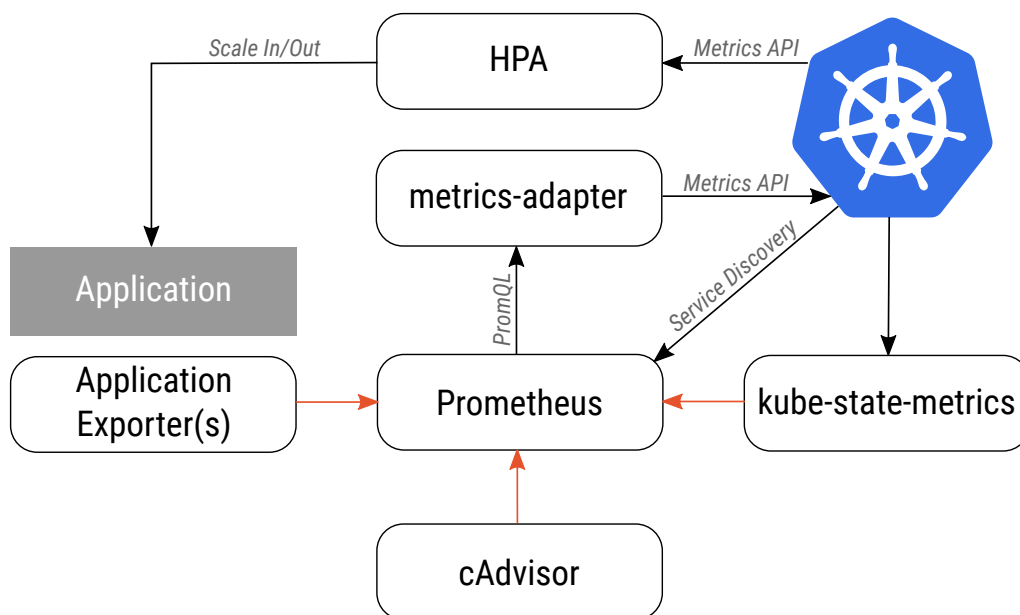 Scale In/Out
HPA
Metrics API
metrics-adapter
Metrics API
Application
PromQL
Service Discovery
Application
Exporter(s)
Prometheus
kube-state-metrics
cAdvisor